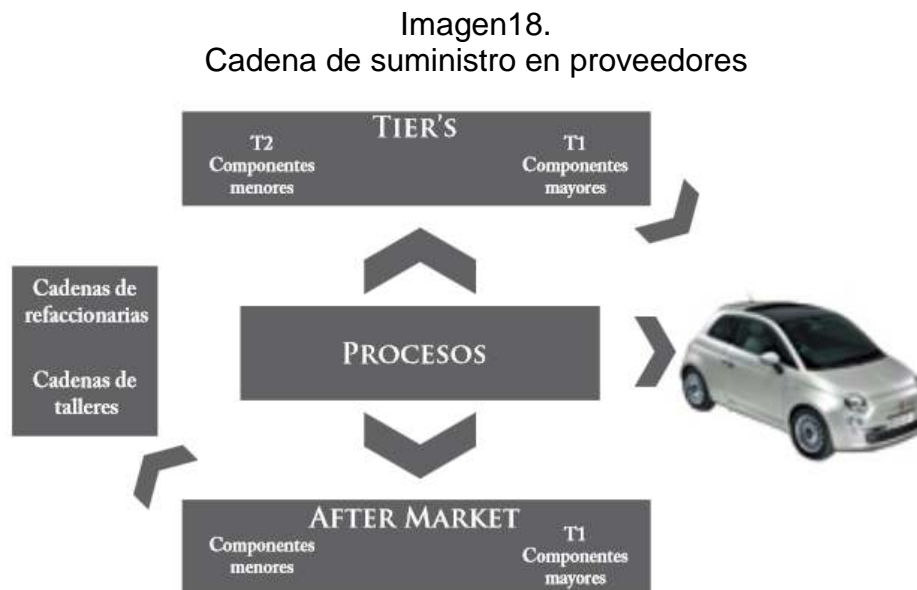 Imagen18.
Cadena de suministro en proveedores
TIER'S
T2
Componentes
menores
T1
Componentes
mayores
Cadenas de
refaccionarias
Cadenas de
talleres
PROCESOS
AFTER MARKET
Componentes
menores
T1
Componentes
mayores